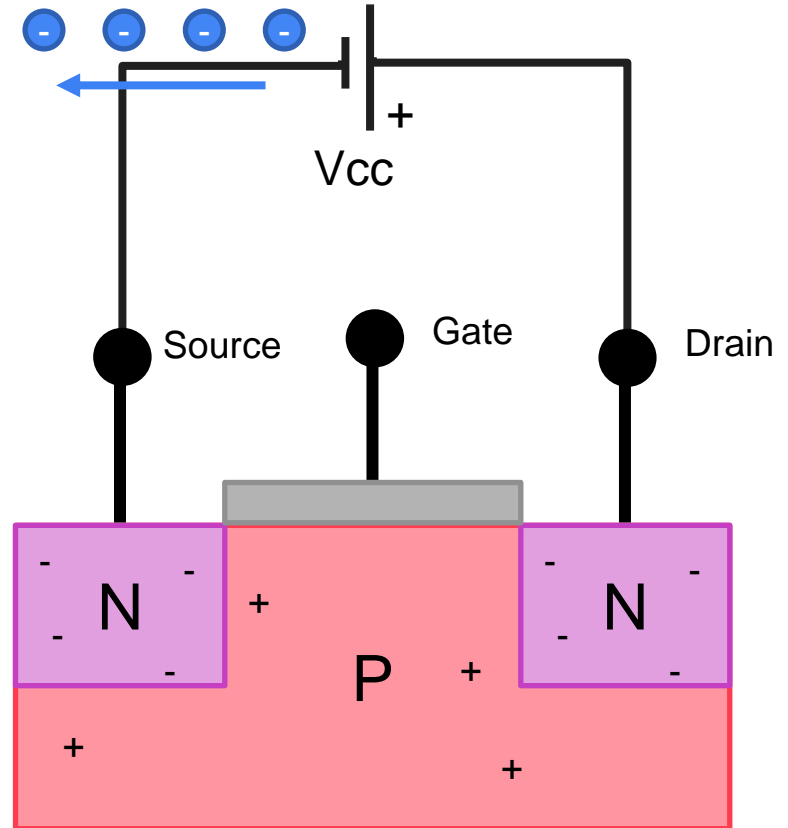 - - - -
+
Vcc
Source
Gate
Drain
- - - -
N
N
- -
- -
+
P
+
+
+